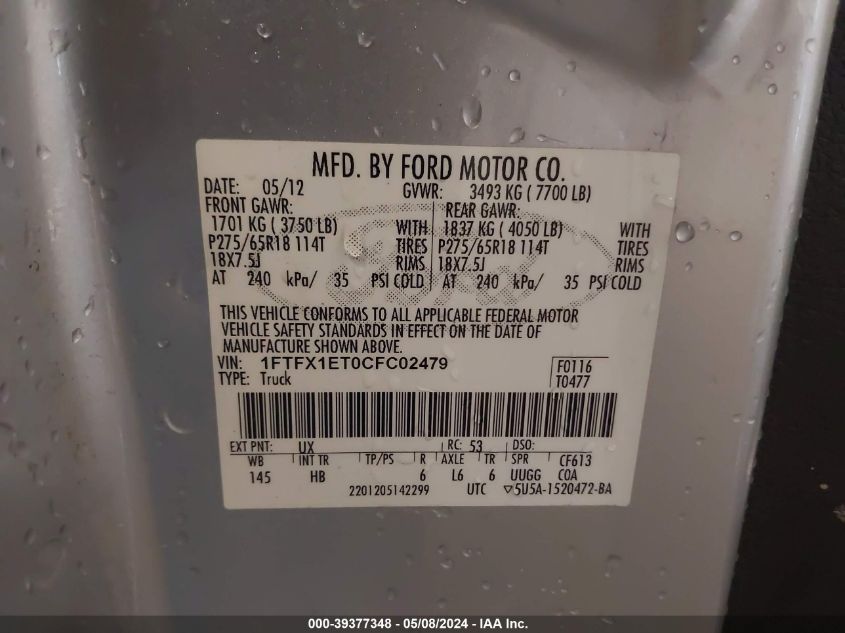 MFD. BY FORD MOTOR CO.
DATE: 05/12 GVWR: 3493 KG ( 7700 LB)
FRONT GAWR: REAR GAWR:
1701 KG ( 3750 LB) WITH 1837 KG ( 4050 LB) WITH
P275/65R18 114T TIRES P275/65R18 114T TIRES
18X7.5J RIMS 18X7.5J RIMS
AT 240 kPa/ 35 PSI COLD AT 240 kPa/ 35 PSI COLD
THIS VEHICLE CONFORMS TO ALL APPLICABLE FEDERAL MOTOR
VEHICLE SAFETY STANDARDS IN EFFECT ON THE DATE OF
MANUFACTURE SHOWN ABOVE.
VIN: 1FTFX1ET0CFC02479 F0116
TYPE: Truck T0477
EXT PNT: UX RC: 53 DSO:
WB INT TR TP/PS R AXLE TR SPR CF613
145 HB 6 L6 6 UUGG COA
2201205142299 UTC ▽5U5A-1520472-BA
Ford
000-39377348 - 05/08/2024 - IAA Inc.